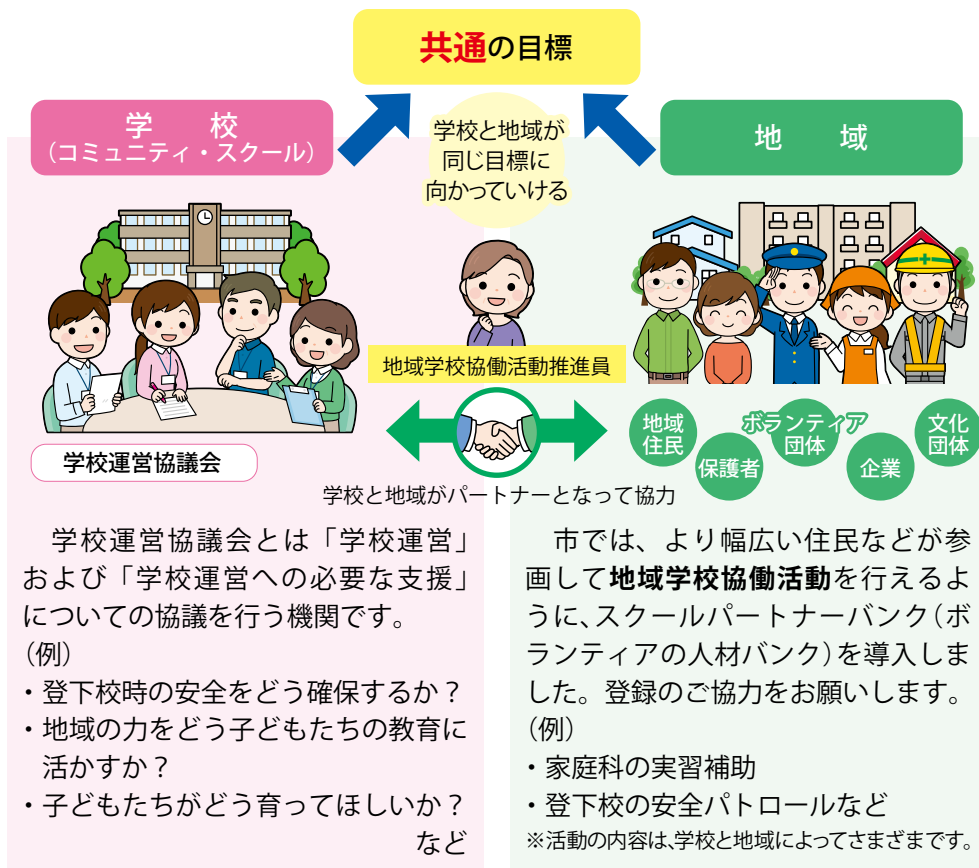 共通の目標
学校
（コミュニティ・スクール）
学校と地域が
同じ目標に
向かっていける
地域
地域学校協働活動推進員
学校運営協議会
地域
住民
保護者
ボランティア
団体
企業
文化
団体
学校と地域がパートナーとなって協力
学校運営協議会とは「学校運営」
および「学校運営への必要な支援」
についての協議を行う機関です。
（例）
・登下校時の安全をどう確保するか？
・地域の力をどう子どもたちの教育に
活かすか？
・子どもたちがどう育ってほしいか？
など
市では、より幅広い住民などが参
画して地域学校協働活動を行えるよ
うに、スクールパートナーバンク（ボ
ランティアの人材バンク）を導入しま
した。登録のご協力をお願いします。
（例）
・家庭科の実習補助
・登下校の安全パトロールなど
※活動の内容は、学校と地域によってさまざまです。